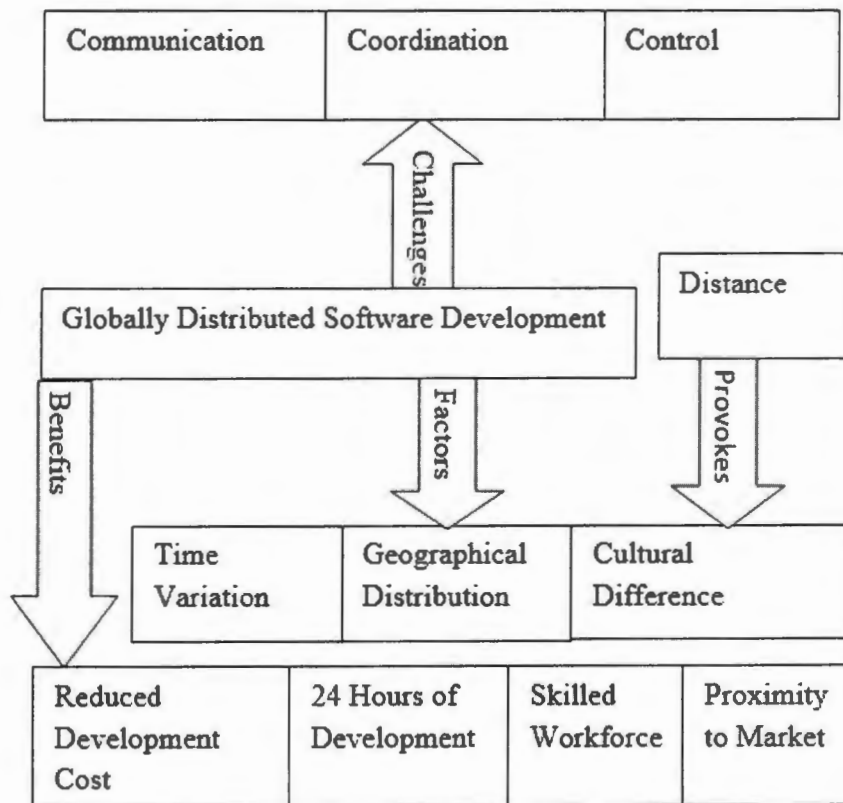 Communication
Coordination
Control
Challenges
Globally Distributed Software Development
Distance
Benefits
Factors
Provokes
Time
Variation
Geographical
Distribution
Cultural
Difference
Reduced
Development
Cost
24 Hours of
Development
Skilled
Workforce
Proximity
to Market